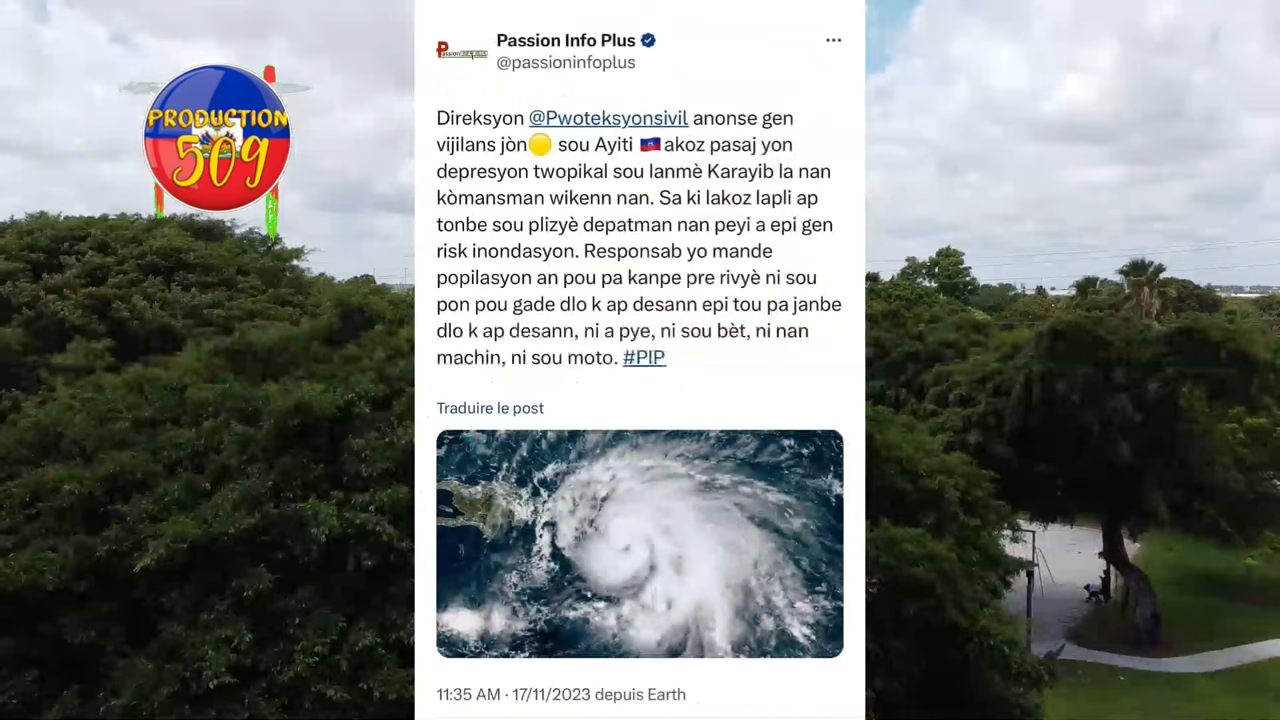 PRODUCTION
509
Passion Info Plus
@passioninfoplus
Direksyon @Pwoteksyonsivil anonse gen
vijilans jòn🟡 sou Ayiti 🇭🇹 akoz pasaj yon
depresyon twopikal sou lanmè Karayib la nan
kòmansman wikenn nan. Sa ki lakoz lapli ap
tonbe sou plizyè depatman nan peyi a epi gen
risk inondasyon. Responsab yo mande
popilasyon an pou pa kanpe pre rivyè ni sou
pon pou gade dlo k ap desann epi tou pa janbe
dlo k ap desann, ni a pye, ni sou bèt, ni nan
machin, ni sou moto. #PIP
Traduire le post
11:35 AM · 17/11/2023 depuis Earth